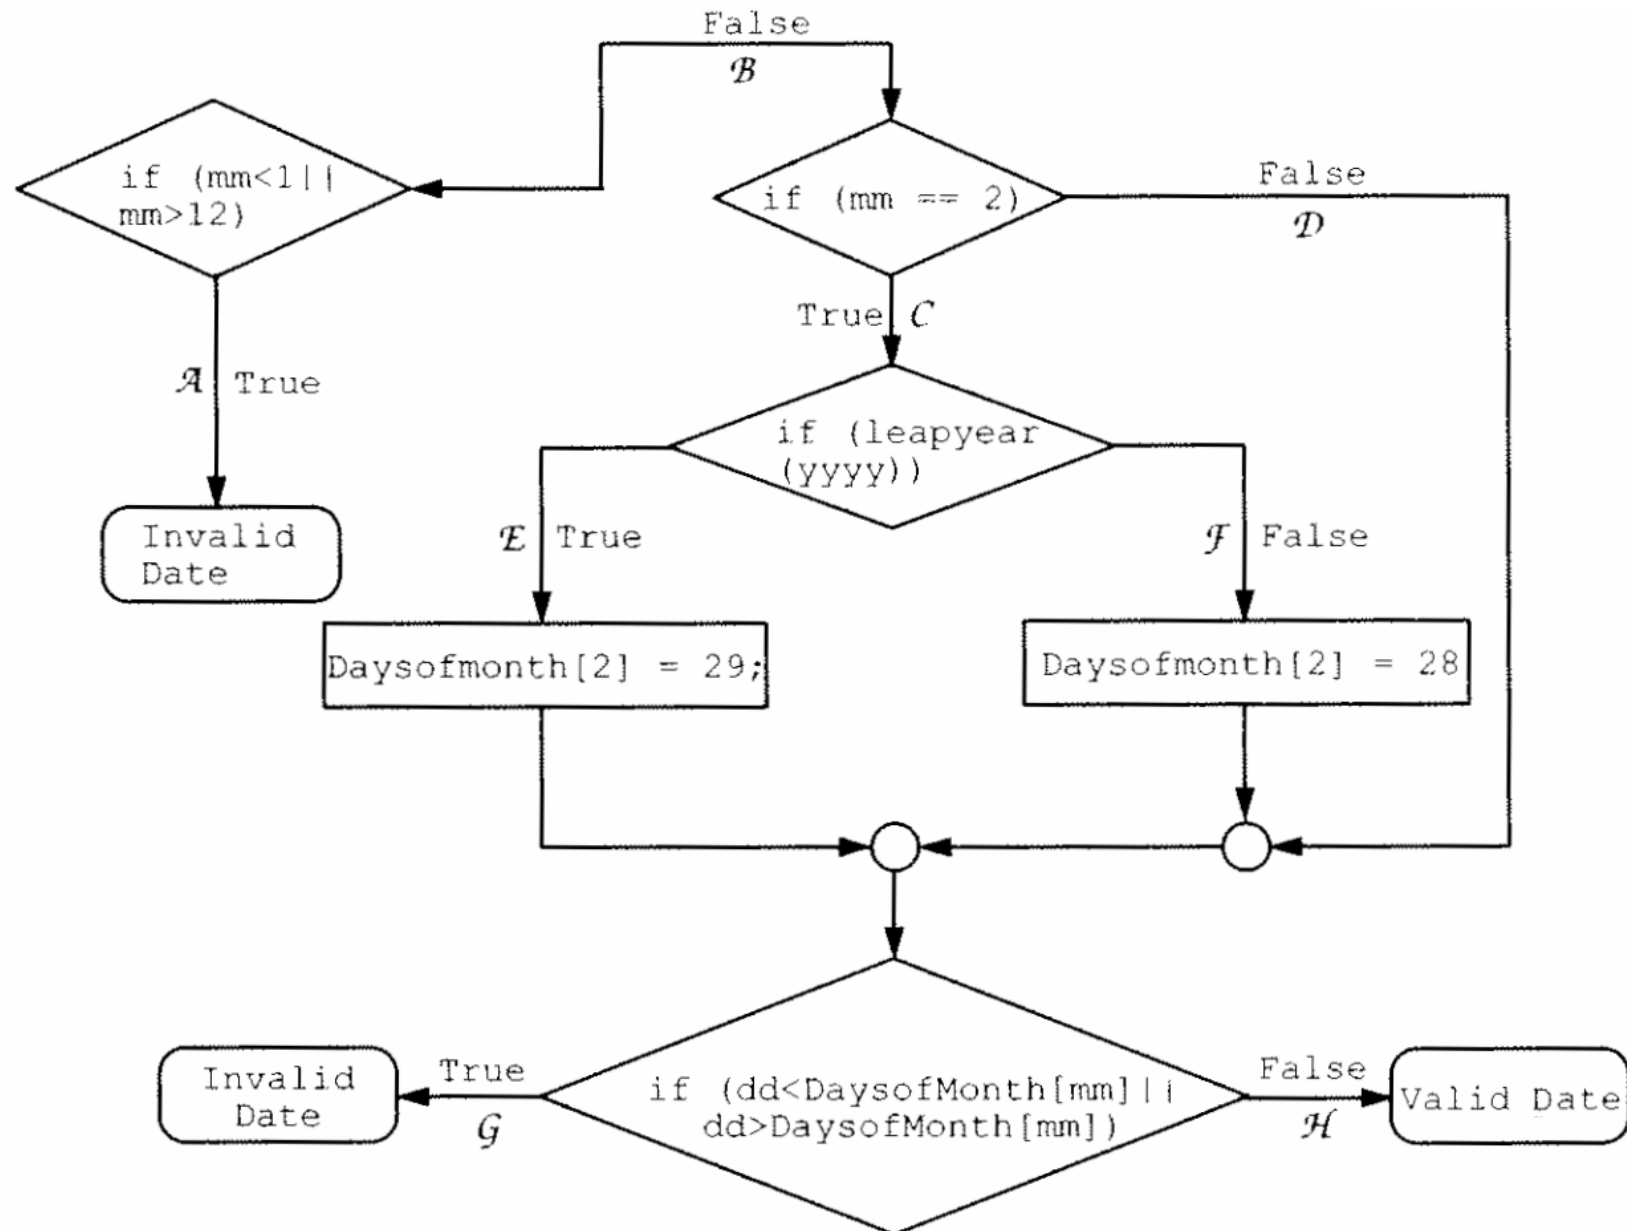 False
B
if (mm<1||
mm>12)
if (mm == 2)
False
D
True C
A True
if (leapyear
(yyyy))
Invalid
Date
E True
F False
Daysofmonth[2] = 29;
Daysofmonth[2] = 28
Invalid
Date
True
G
if (dd<DaysofMonth[mm]||
dd>DaysofMonth[mm])
False
H
Valid Date